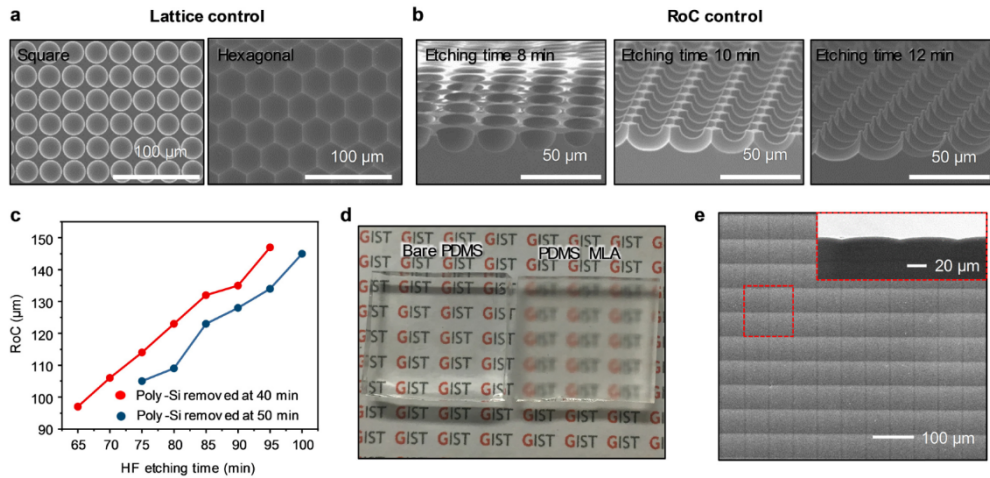 a
Lattice control
Square
100 μm
Hexagonal
100 μm
b
RoC control
Etching time 8 min
50 μm
Etching time 10 min
50 μm
Etching time 12 min
50 μm
c
RoC (μm)
150
140
130
120
110
100
90
Poly-Si removed at 40 min
Poly-Si removed at 50 min
65 70 75 80 85 90 95 100
HF etching time (min)
d
GIST GIST GIST GIST GIST GIST
Bare PDMS
PDMS MLA
e
20 μm
100 μm